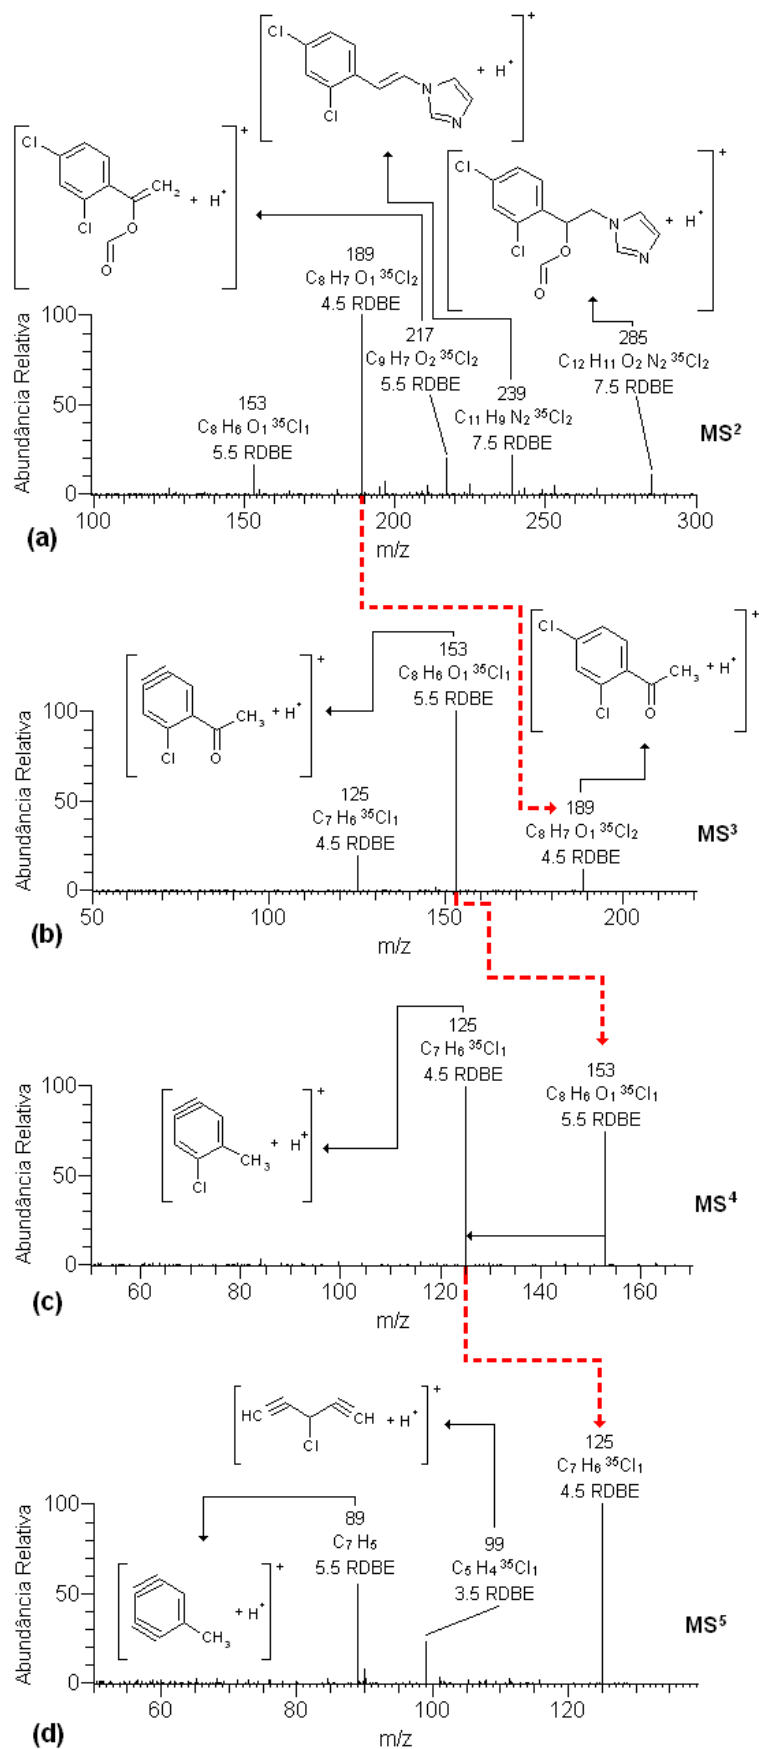 Cl
Cl
N
N
+ H⁺
+
Cl
Cl
CH₂
O
O
+ H⁺
+
Cl
Cl
O
O
N
N
+ H⁺
+
189
C₈ H₇ O₁ ³⁵Cl₂
4.5 RDBE
217
C₉ H₇ O₂ ³⁵Cl₂
5.5 RDBE
285
C₁₂ H₁₁ O₂ N₂ ³⁵Cl₂
7.5 RDBE
239
C₁₁ H₉ N₂ ³⁵Cl₂
7.5 RDBE
153
C₈ H₆ O₁ ³⁵Cl₁
5.5 RDBE
MS²
Abundância Relativa
100
50
0
100 150 200 250 300
m/z
(a)
Cl
Cl
CH₃
O
+ H⁺
+
Cl
CH₃
O
+ H⁺
+
153
C₈ H₆ O₁ ³⁵Cl₁
5.5 RDBE
125
C₇ H₆ ³⁵Cl₁
4.5 RDBE
189
C₈ H₇ O₁ ³⁵Cl₂
4.5 RDBE
MS³
Abundância Relativa
100
50
0
50 100 150 200
m/z
(b)
125
C₇ H₆ ³⁵Cl₁
4.5 RDBE
153
C₈ H₆ O₁ ³⁵Cl₁
5.5 RDBE
Cl
CH₃
+ H⁺
+
MS⁴
Abundância Relativa
100
50
0
60 80 100 120 140 160
m/z
(c)
HC
CH
Cl
+ H⁺
+
125
C₇ H₆ ³⁵Cl₁
4.5 RDBE
89
C₇ H₅
5.5 RDBE
99
C₅ H₄ ³⁵Cl₁
3.5 RDBE
CH₃
+ H⁺
+
MS⁵
Abundância Relativa
100
50
0
60 80 100 120
m/z
(d)